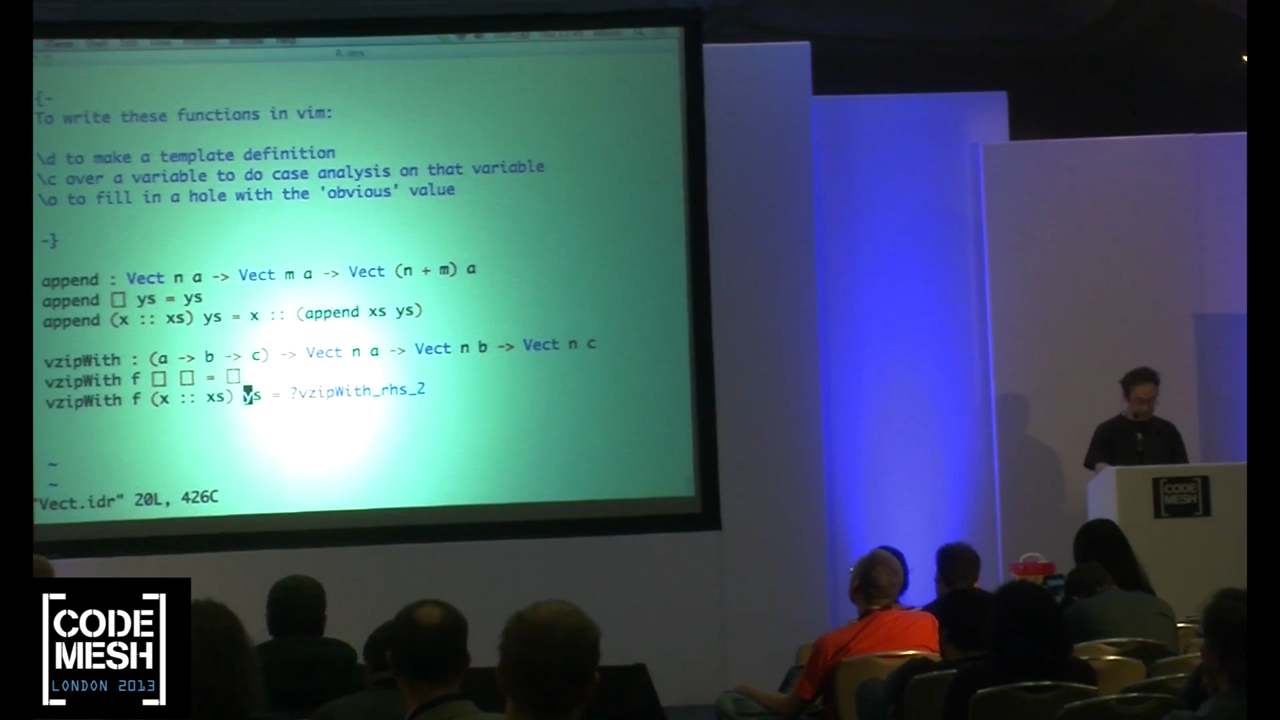 {-
To write these functions in vim:
\d to make a template definition
\c over a variable to do case analysis on that variable
\o to fill in a hole with the 'obvious' value
-}
append : Vect n a -> Vect m a -> Vect (n + m) a
append [] ys = ys
append (x :: xs) ys = x :: (append xs ys)
vzipWith : (a -> b -> c) -> Vect n a -> Vect n b -> Vect n c
vzipWith f [] [] = []
vzipWith f (x :: xs) ys = ?vzipWith_rhs_2
~
~
"Vect.idr" 20L, 426C
CODE
MESH
CODE
MESH
LONDON 2013